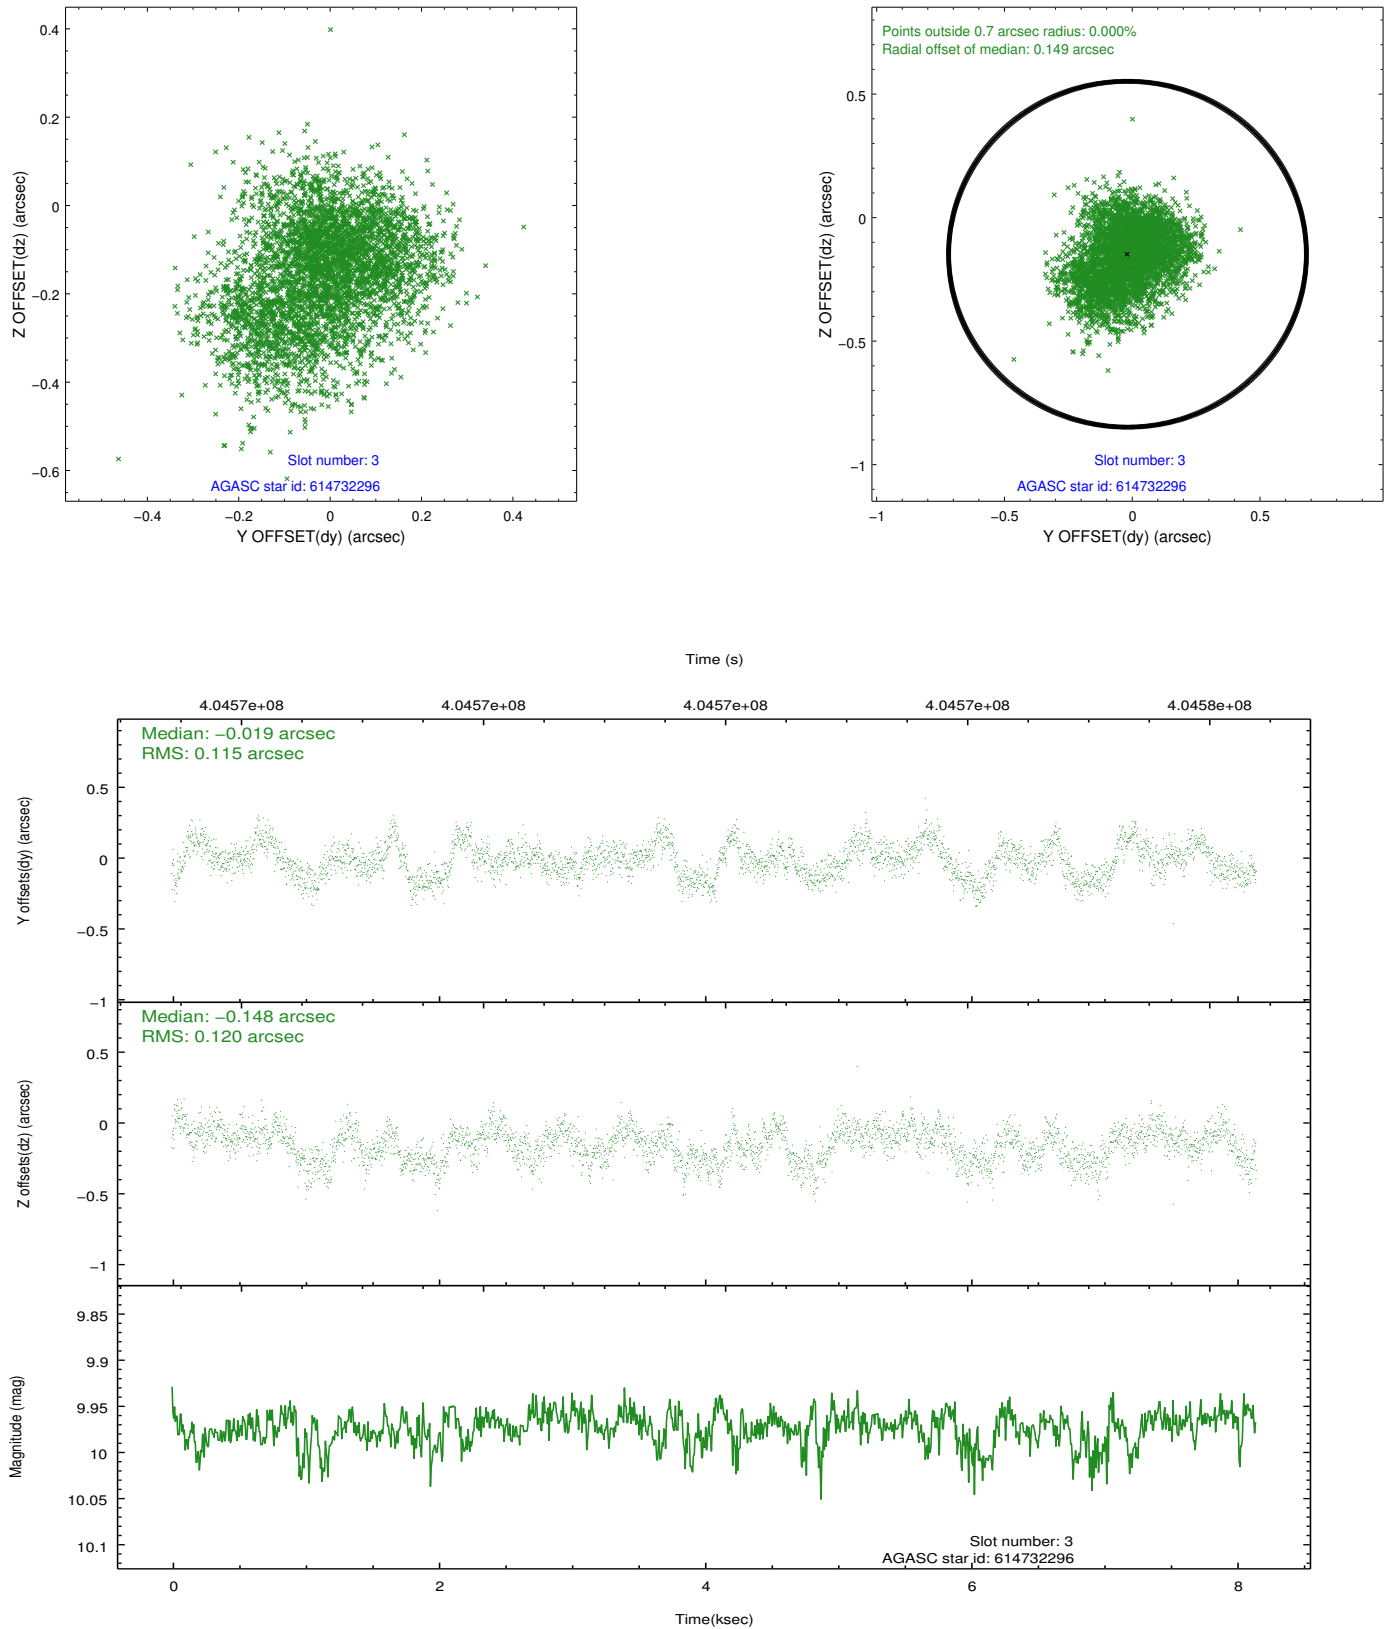 0.4
0.2
0
−0.2
−0.4
−0.6
Z OFFSET(dz) (arcsec)
Slot number: 3
AGASC star id: 614732296
−0.4
−0.2
0
0.2
0.4
Y OFFSET(dy) (arcsec)
Points outside 0.7 arcsec radius: 0.000%
Radial offset of median: 0.149 arcsec
0.5
0
−0.5
−1
Z OFFSET(dz) (arcsec)
Slot number: 3
AGASC star id: 614732296
−1
−0.5
0
0.5
Y OFFSET(dy) (arcsec)
Time (s)
4.0457e+08
4.0457e+08
4.0457e+08
4.0457e+08
4.0458e+08
Median: −0.019 arcsec
RMS: 0.115 arcsec
0.5
0
−0.5
−1
Y offsets(dy) (arcsec)
Median: −0.148 arcsec
RMS: 0.120 arcsec
0.5
0
−0.5
−1
Z offsets(dz) (arcsec)
9.85
9.9
9.95
10
10.05
10.1
Magnitude (mag)
Slot number: 3
AGASC star id: 614732296
0
2
4
6
8
Time(ksec)